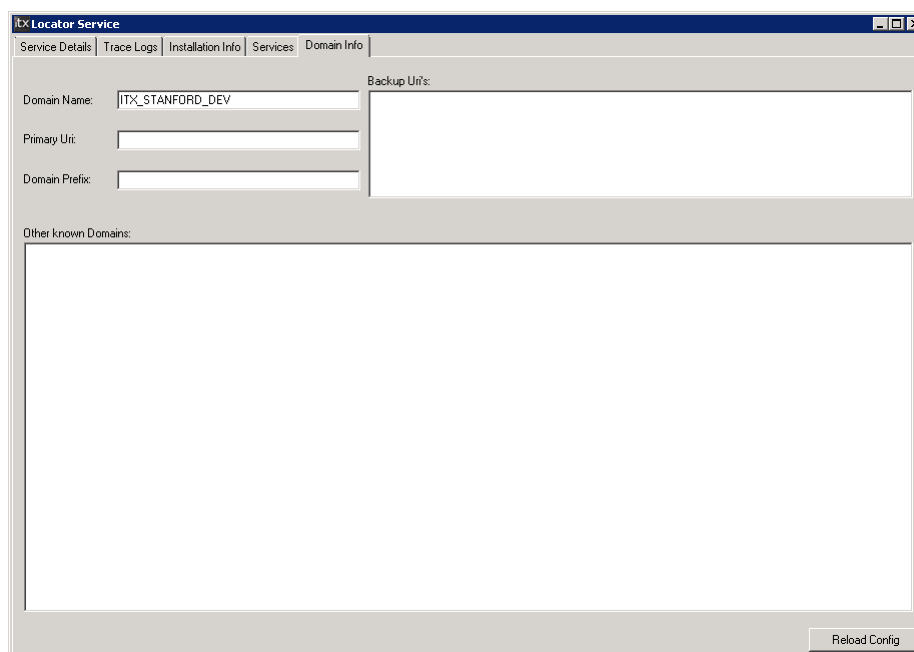 itx Locator Service
Service Details Trace Logs Installation Info Services Domain Info
Backup Uri's:
Domain Name: ITX_STANFORD_DEV
Primary Uri:
Domain Prefix:
Other known Domains:
Reload Config